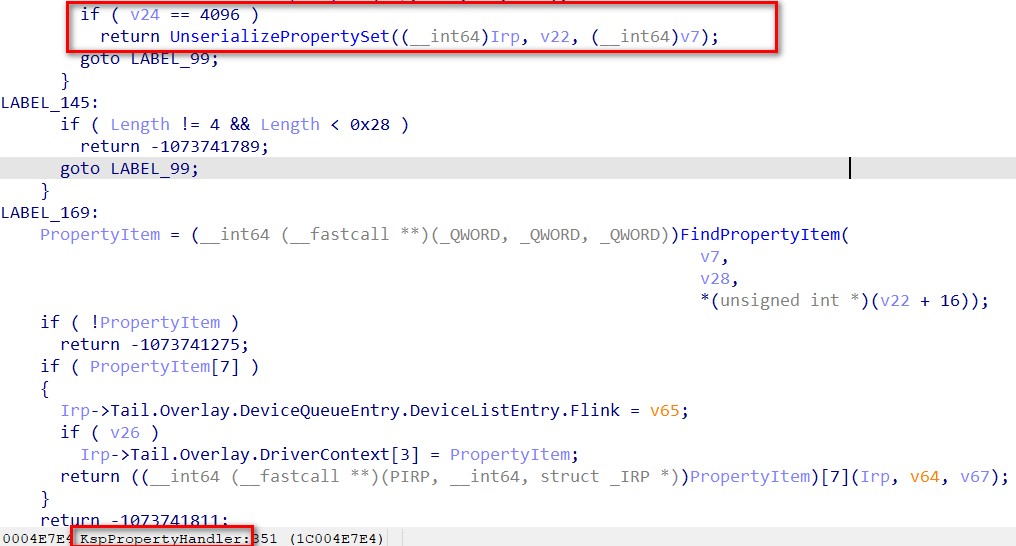 if ( v24 == 4096 )
return UnserializePropertySet((__int64)Irp, v22, (__int64)v7);
goto LABEL_99;
}
LABEL_145:
if ( Length != 4 && Length < 0x28 )
return -1073741789;
goto LABEL_99;
}
LABEL_169:
PropertyItem = (__int64 (__fastcall **)(_QWORD, _QWORD, _QWORD))FindPropertyItem(
v7,
v28,
*(unsigned int *)(v22 + 16));
if ( !PropertyItem )
return -1073741275;
if ( PropertyItem[7] )
{
Irp->Tail.Overlay.DeviceQueueEntry.DeviceListEntry.Flink = v65;
if ( v26 )
Irp->Tail.Overlay.DriverContext[3] = PropertyItem;
return ((__int64 (__fastcall **)(PIRP, __int64, struct _IRP *))PropertyItem)[7](Irp, v64, v67);
}
return -1073741811;
0004E7E4 KspPropertyHandler:351 (1C004E7E4)